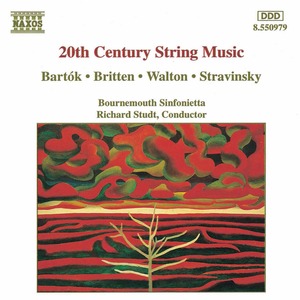 NAXOS
DDD
8.550979
20th Century String Music
Bartók • Britten • Walton • Stravinsky
Bournemouth Sinfonietta
Richard Studt, Conductor